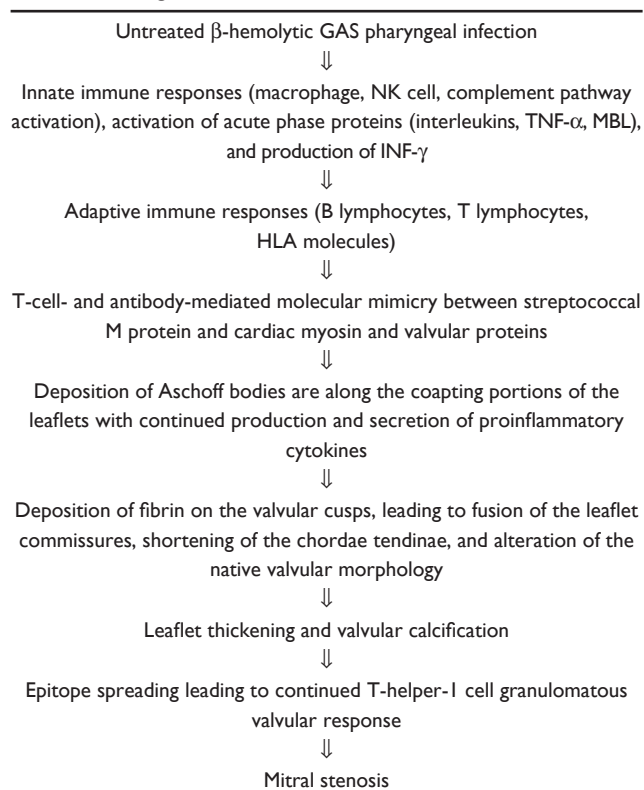 Untreated β-hemolytic GAS pharyngeal infection
⇓
Innate immune responses (macrophage, NK cell, complement pathway
activation), activation of acute phase proteins (interleukins, TNF-α, MBL),
and production of INF-γ
⇓
Adaptive immune responses (B lymphocytes, T lymphocytes,
HLA molecules)
⇓
T-cell- and antibody-mediated molecular mimicry between streptococcal
M protein and cardiac myosin and valvular proteins
⇓
Deposition of Aschoff bodies are along the coapting portions of the
leaflets with continued production and secretion of proinflammatory
cytokines
⇓
Deposition of fibrin on the valvular cusps, leading to fusion of the leaflet
commissures, shortening of the chordae tendinae, and alteration of the
native valvular morphology
⇓
Leaflet thickening and valvular calcification
⇓
Epitope spreading leading to continued T-helper-1 cell granulomatous
valvular response
⇓
Mitral stenosis